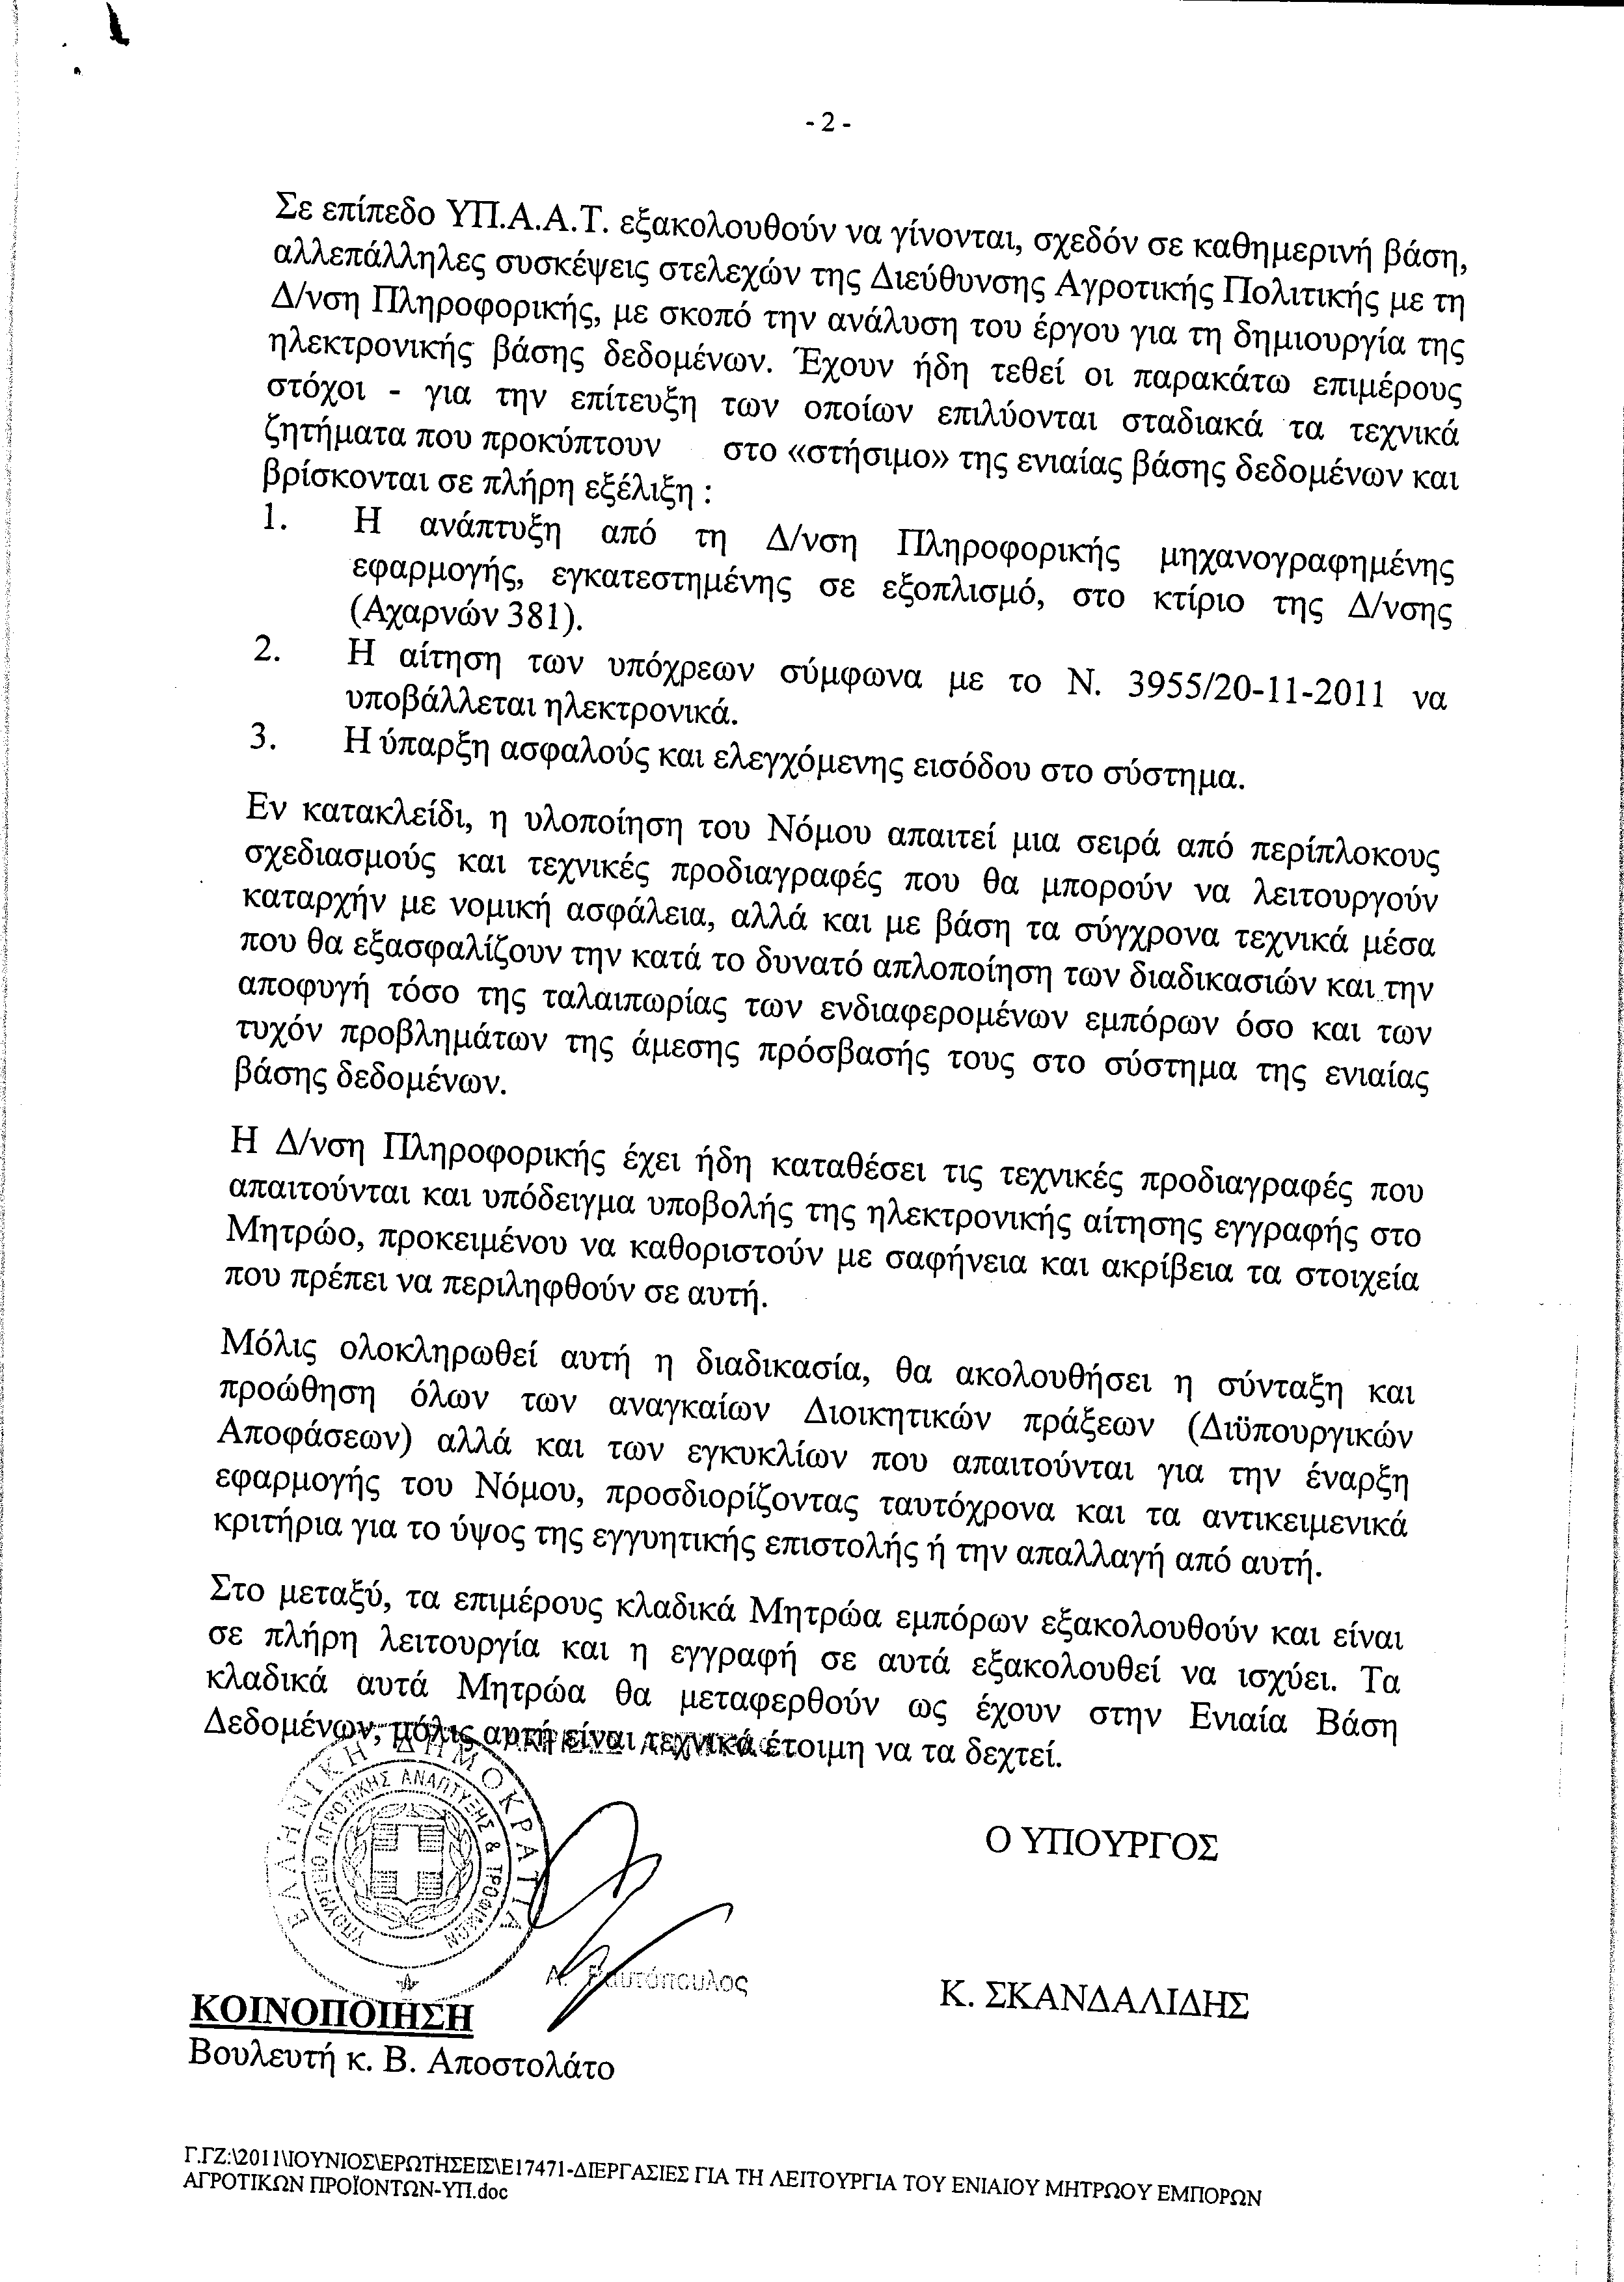 - 2 -
Σε επίπεδο ΥΠ.Α.Α.Τ. εξακολουθούν να γίνονται, σχεδόν σε καθημερινή βάση,
αλλεπάλληλες συσκέψεις στελεχών της Διεύθυνσης Αγροτικής Πολιτικής με τη
Δ/νση Πληροφορικής, με σκοπό την ανάλυση του έργου για τη δημιουργία της
ηλεκτρονικής βάσης δεδομένων. Έχουν ήδη τεθεί οι παρακάτω επιμέρους
στόχοι - για την επίτευξη των οποίων επιλύονται σταδιακά τα τεχνικά
ζητήματα που προκύπτουν στο «στήσιμο» της ενιαίας βάσης δεδομένων και
βρίσκονται σε πλήρη εξέλιξη :
1. Η ανάπτυξη από τη Δ/νση Πληροφορικής μηχανογραφημένης
εφαρμογής, εγκατεστημένης σε εξοπλισμό, στο κτίριο της Δ/νσης
(Αχαρνών 381).
2. Η αίτηση των υπόχρεων σύμφωνα με το Ν. 3955/20-11-2011 να
υποβάλλεται ηλεκτρονικά.
3. Η ύπαρξη ασφαλούς και ελεγχόμενης εισόδου στο σύστημα.
Εν κατακλείδι, η υλοποίηση του Νόμου απαιτεί μια σειρά από περίπλοκους
σχεδιασμούς και τεχνικές προδιαγραφές που θα μπορούν να λειτουργούν
καταρχήν με νομική ασφάλεια, αλλά και με βάση τα σύγχρονα τεχνικά μέσα
που θα εξασφαλίζουν την κατά το δυνατό απλοποίηση των διαδικασιών και την
αποφυγή τόσο της ταλαιπωρίας των ενδιαφερομένων εμπόρων όσο και των
τυχόν προβλημάτων της άμεσης πρόσβασής τους στο σύστημα της ενιαίας
βάσης δεδομένων.
Η Δ/νση Πληροφορικής έχει ήδη καταθέσει τις τεχνικές προδιαγραφές που
απαιτούνται και υπόδειγμα υποβολής της ηλεκτρονικής αίτησης εγγραφής στο
Μητρώο, προκειμένου να καθοριστούν με σαφήνεια και ακρίβεια τα στοιχεία
που πρέπει να περιληφθούν σε αυτή.
Μόλις ολοκληρωθεί αυτή η διαδικασία, θα ακολουθήσει η σύνταξη και
προώθηση όλων των αναγκαίων Διοικητικών πράξεων (Διϋπουργικών
Αποφάσεων) αλλά και των εγκυκλίων που απαιτούνται για την έναρξη
εφαρμογής του Νόμου, προσδιορίζοντας ταυτόχρονα και τα αντικειμενικά
κριτήρια για το ύψος της εγγυητικής επιστολής ή την απαλλαγή από αυτή.
Στο μεταξύ, τα επιμέρους κλαδικά Μητρώα εμπόρων εξακολουθούν και είναι
σε πλήρη λειτουργία και η εγγραφή σε αυτά εξακολουθεί να ισχύει. Τα
κλαδικά αυτά Μητρώα θα μεταφερθούν ως έχουν στην Ενιαία Βάση
Δεδομένων, μόλις αυτή είναι τεχνικά έτοιμη να τα δεχτεί.
ΕΛΛΗΝΙΚΗ ΔΗΜΟΚΡΑΤΙΑ
ΥΠΟΥΡΓΕΙΟ ΑΓΡΟΤΙΚΗΣ ΑΝΑΠΤΥΞΗΣ & ΤΡΟΦΙΜΩΝ
Ο ΥΠΟΥΡΓΟΣ
Κ. ΣΚΑΝΔΑΛΙΔΗΣ
ΚΟΙΝΟΠΟΙΗΣΗ
Βουλευτή κ. Β. Αποστολάτο
Γ.ΓΖ:\2011\ΙΟΥΝΙΟΣ\ΕΡΩΤΗΣΕΙΣ\Ε17471-ΔΙΕΡΓΑΣΙΕΣ ΓΙΑ ΤΗ ΛΕΙΤΟΥΡΓΙΑ ΤΟΥ ΕΝΙΑΙΟΥ ΜΗΤΡΩΟΥ ΕΜΠΟΡΩΝ
ΑΓΡΟΤΙΚΩΝ ΠΡΟΪΟΝΤΩΝ-ΥΠ.doc